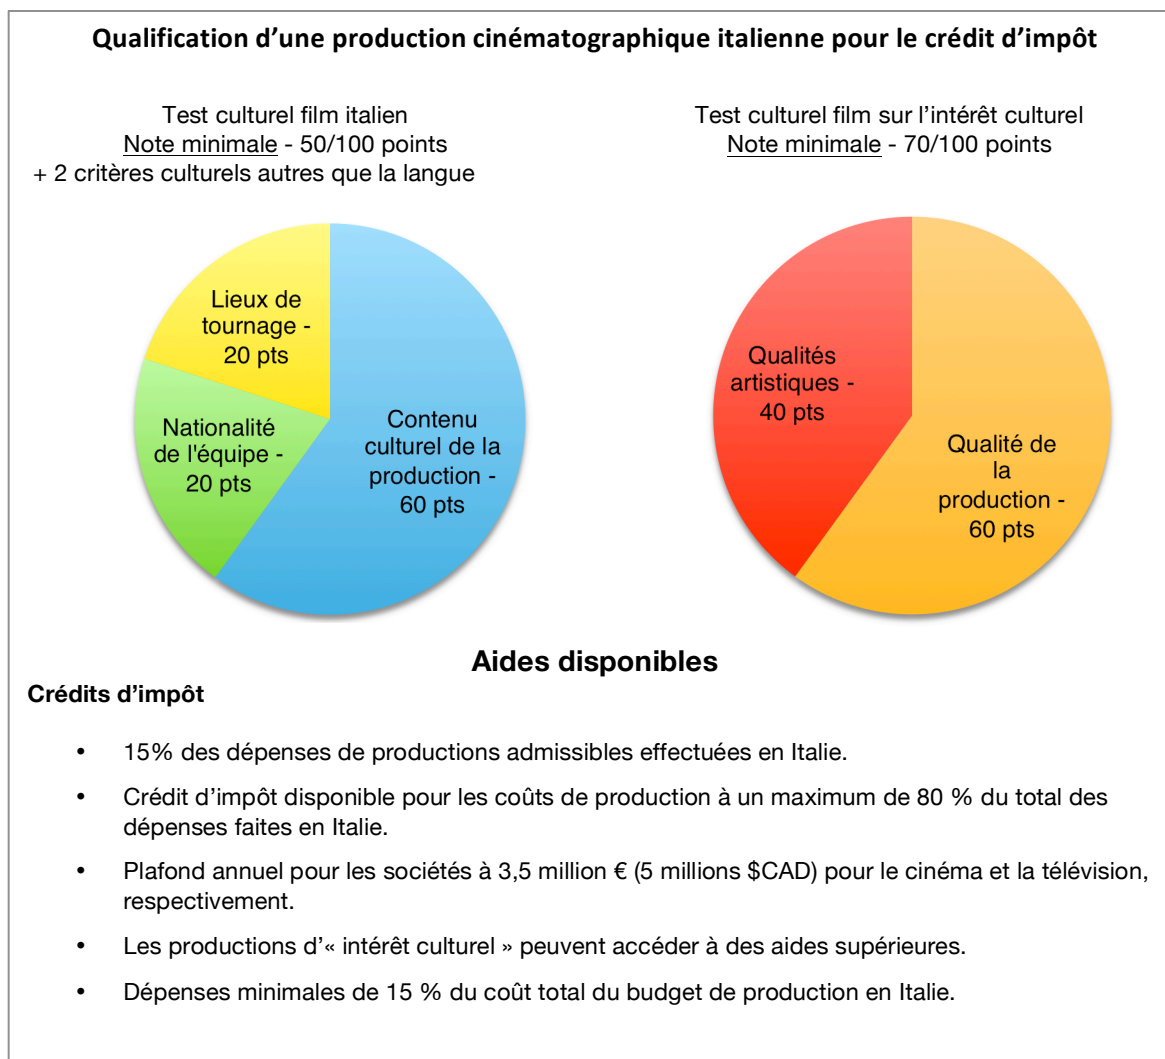 Qualification d’une production cinématographique italienne pour le crédit d’impôt
Test culturel film italien
Note minimale - 50/100 points
+ 2 critères culturels autres que la langue
Lieux de
tournage -
20 pts
Nationalité
de l'équipe -
20 pts
Contenu
culturel de la
production -
60 pts
Test culturel film sur l’intérêt culturel
Note minimale - 70/100 points
Qualités
artistiques -
40 pts
Qualité de
la
production -
60 pts
Aides disponibles
Crédits d’impôt
• 15% des dépenses de productions admissibles effectuées en Italie.
• Crédit d’impôt disponible pour les coûts de production à un maximum de 80 % du total des
dépenses faites en Italie.
• Plafond annuel pour les sociétés à 3,5 million € (5 millions $CAD) pour le cinéma et la télévision,
respectivement.
• Les productions d’« intérêt culturel » peuvent accéder à des aides supérieures.
• Dépenses minimales de 15 % du coût total du budget de production en Italie.